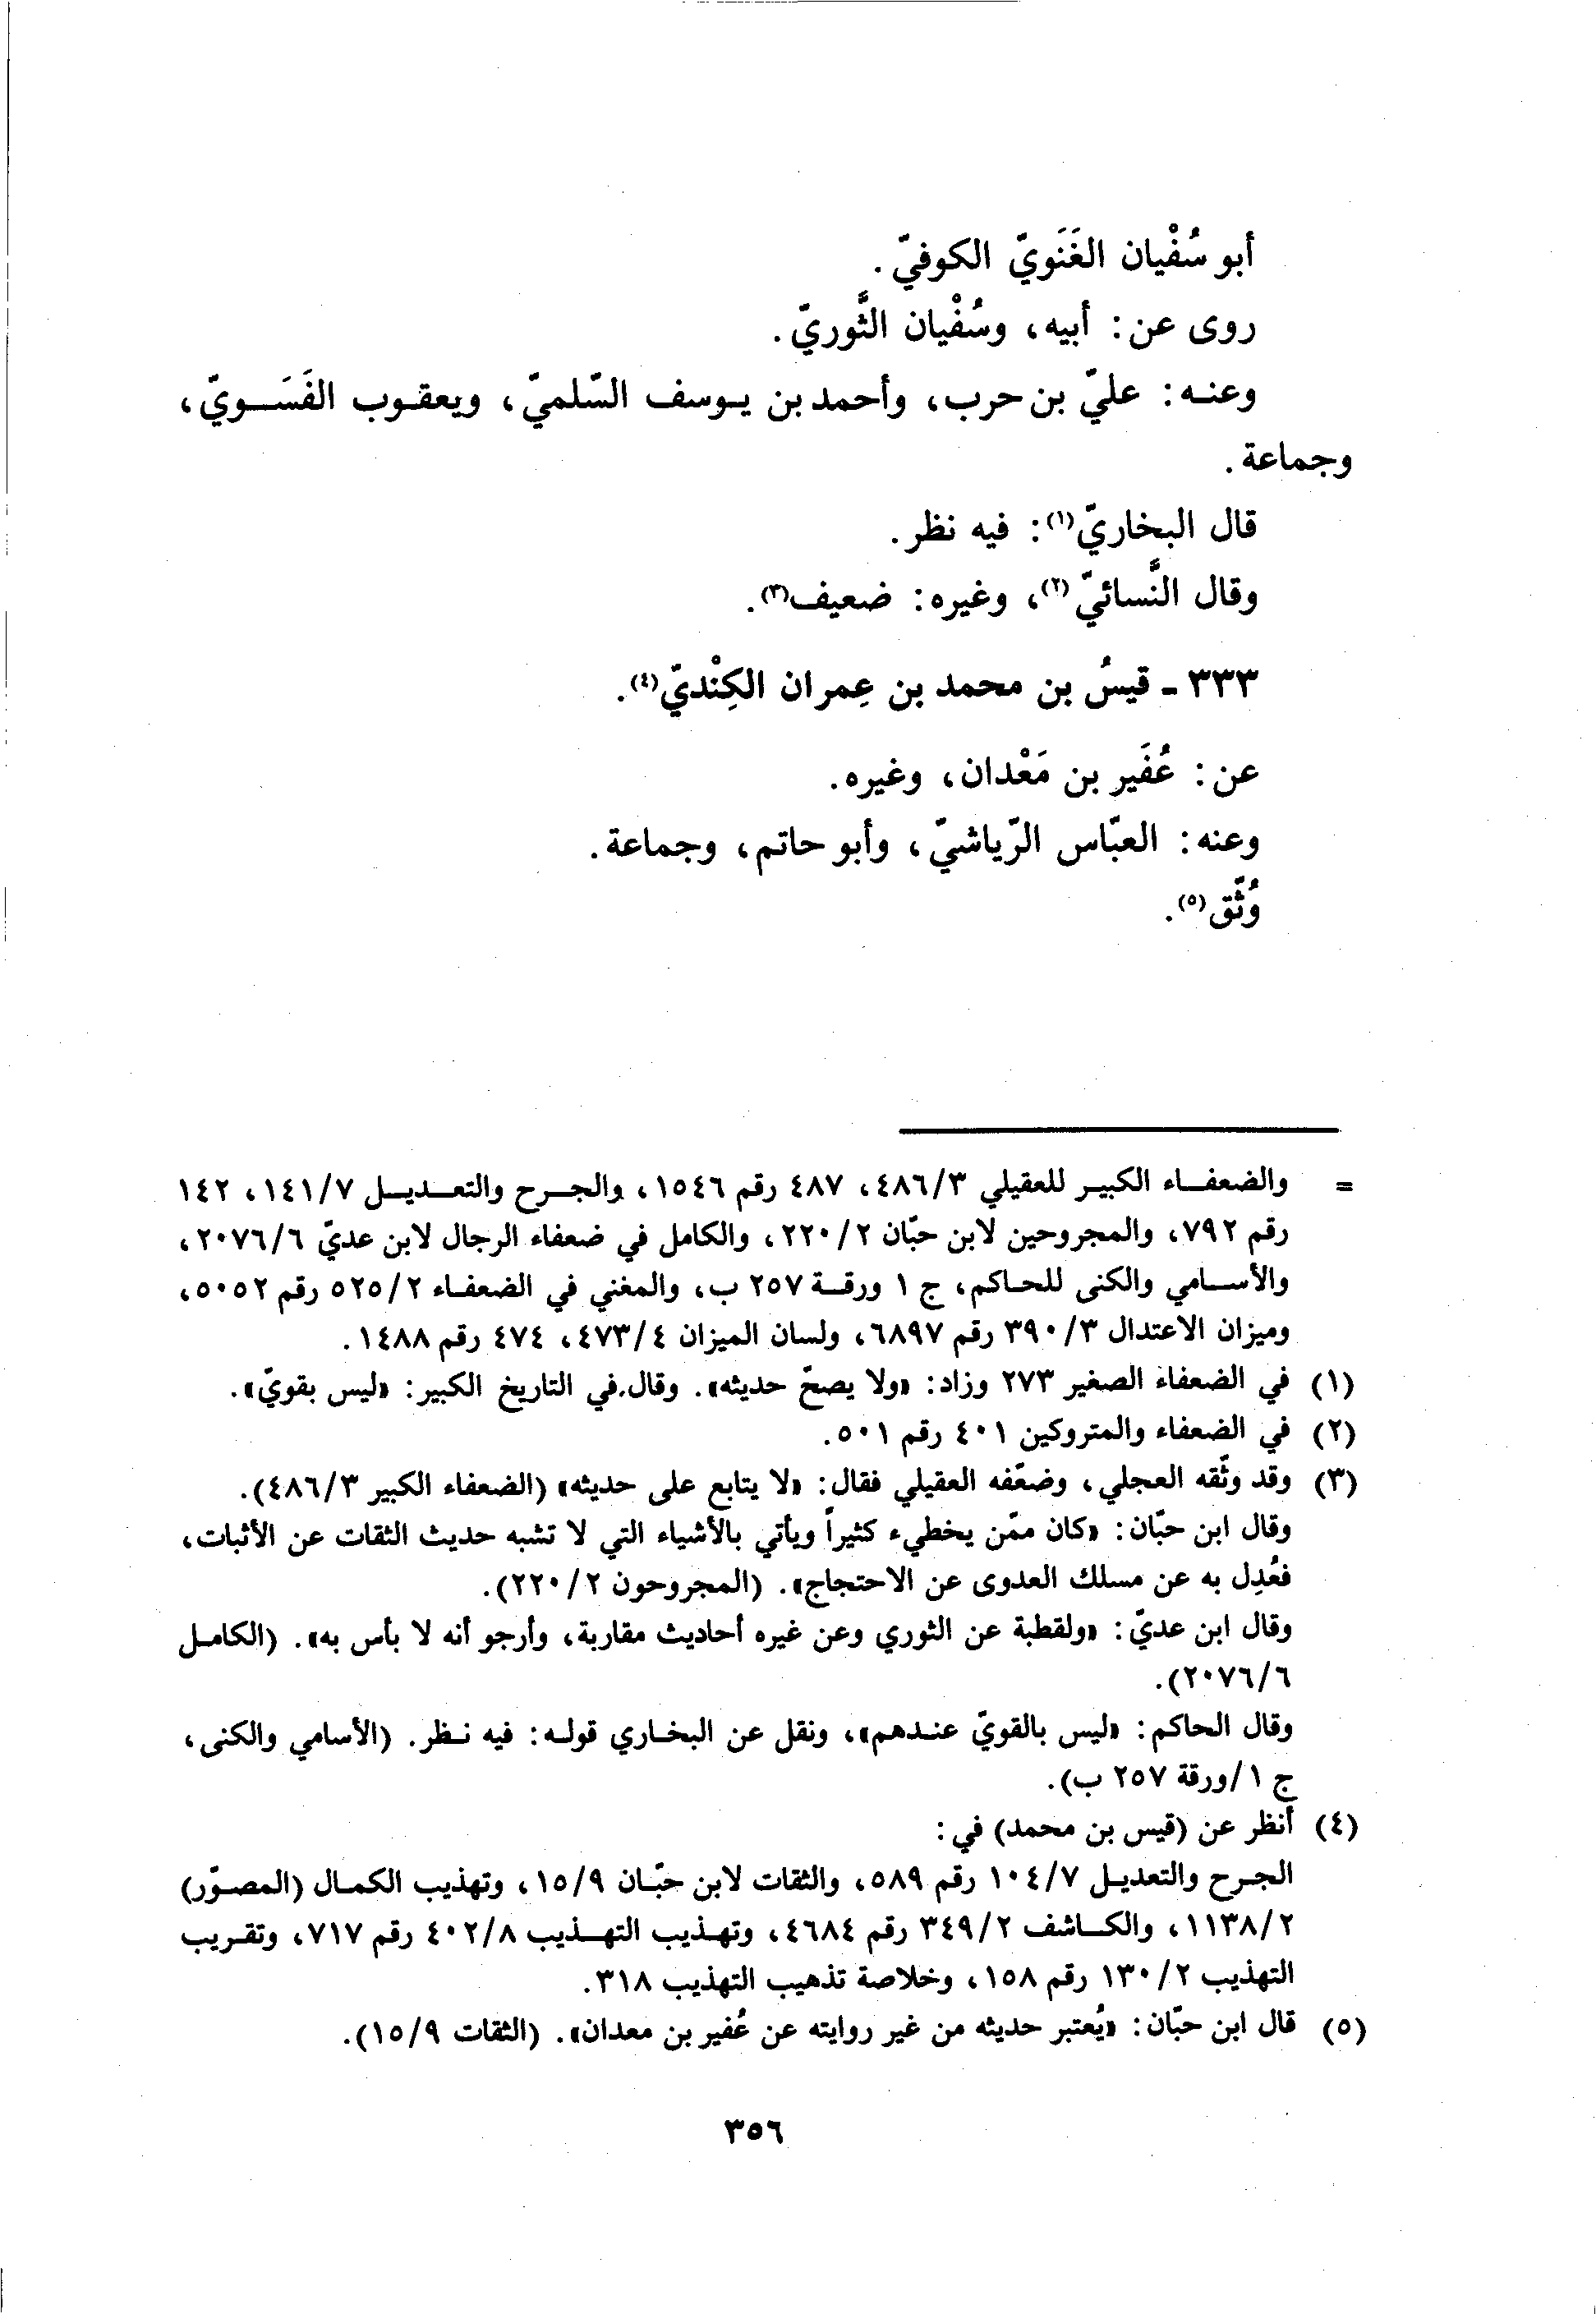 أبو سُفْيان الغَنَويّ الكوفيّ.
روى عن: أبيه، وسُفْيان الثَّوريّ.
وعنه: عليّ بن حرب، وأحمد بن يوسف السّلميّ، ويعقوب الفَسَويّ،
وجماعة.
قال البخاريّ(١): فيه نظر.
وقال النَّسائيّ(٢)، وغيره: ضعيف(٣).
٣٣٣ - قيسُ بن محمد بن عِمران الكِنْديّ(٤).
عن: عُفَير بن مَعْدان، وغيره.
وعنه: العبّاس الرّياشيّ، وأبو حاتم، وجماعة.
وُثّق(٥).
= والضعفاء الكبير للعقيلي ٤٨٦/٣، ٤٨٧ رقم ١٥٤٦، والجرح والتعديل ١٤١/٧، ١٤٢
رقم ٧٩٢، والمجروحين لابن حبّان ٢٢٠/٢، والكامل في ضعفاء الرجال لابن عديّ ٢٠٧٦/٦،
والأسامي والكنى للحاكم، ج ١ ورقة ٢٥٧ ب، والمغني في الضعفاء ٥٢٥/٢ رقم ٥٠٥٢،
وميزان الاعتدال ٣٩٠/٣ رقم ٦٨٩٧، ولسان الميزان ٤٧٣/٤، ٤٧٤ رقم ١٤٨٨.
(١) في الضعفاء الصغير ٢٧٣ وزاد: «ولا يصحّ حديثه». وقال في التاريخ الكبير: «ليس بقويّ».
(٢) في الضعفاء والمتروكين ٤٠١ رقم ٥٠١.
(٣) وقد وثّقه العجلي، وضعّفه العقيلي فقال: «لا يتابع على حديثه» (الضعفاء الكبير ٤٨٦/٣).
وقال ابن حبّان: «كان ممّن يخطيء كثيراً ويأتي بالأشياء التي لا تشبه حديث الثقات عن الأثبات،
فعُدِل به عن مسلك العدوى عن الاحتجاج». (المجروحون ٢٢٠/٢).
وقال ابن عديّ: «ولقطبة عن الثوري وعن غيره أحاديث مقاربة، وأرجو أنه لا بأس به». (الكامل
٢٠٧٦/٦).
وقال الحاكم: «ليس بالقويّ عندهم»، ونقل عن البخاري قوله: فيه نظر. (الأسامي والكنى،
ج ١/ورقة ٢٥٧ ب).
(٤) أنظر عن (قيس بن محمد) في:
الجرح والتعديل ١٠٤/٧ رقم ٥٨٩، والثقات لابن حبّان ١٥/٩، وتهذيب الكمال (المصوّر)
١١٣٨/٢، والكاشف ٣٤٩/٢ رقم ٤٦٨٤، وتهذيب التهذيب ٤٠٢/٨ رقم ٧١٧، وتقريب
التهذيب ١٣٠/٢ رقم ١٥٨، وخلاصة تذهيب التهذيب ٣١٨.
(٥) قال ابن حبّان: «يُعتبر حديثه من غير روايته عن عُفير بن معدان». (الثقات ١٥/٩).
٣٥٦